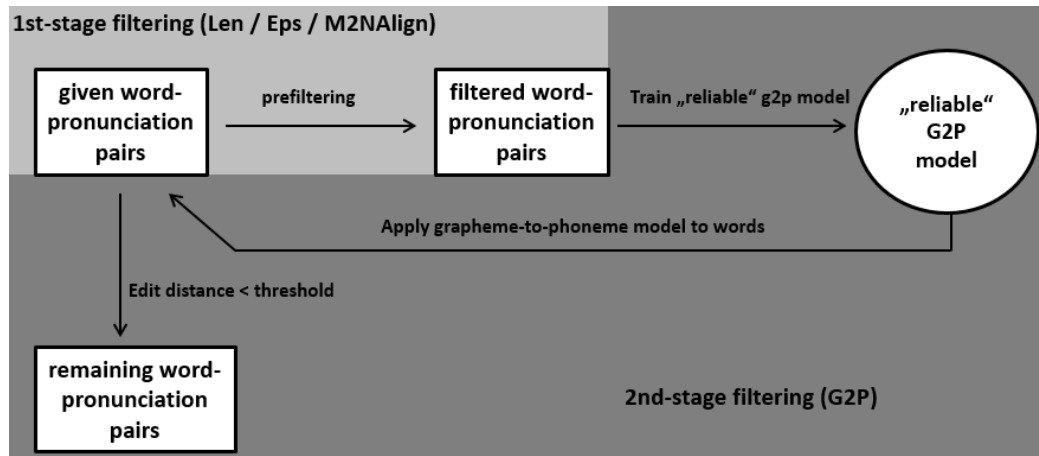 1st-stage filtering (Len / Eps / M2NAlign)
given word-
pronunciation
pairs
prefiltering
filtered word-
pronunciation
pairs
Train „reliable“ g2p model
„reliable“
G2P
model
Apply grapheme-to-phoneme model to words
Edit distance < threshold
remaining word-
pronunciation
pairs
2nd-stage filtering (G2P)